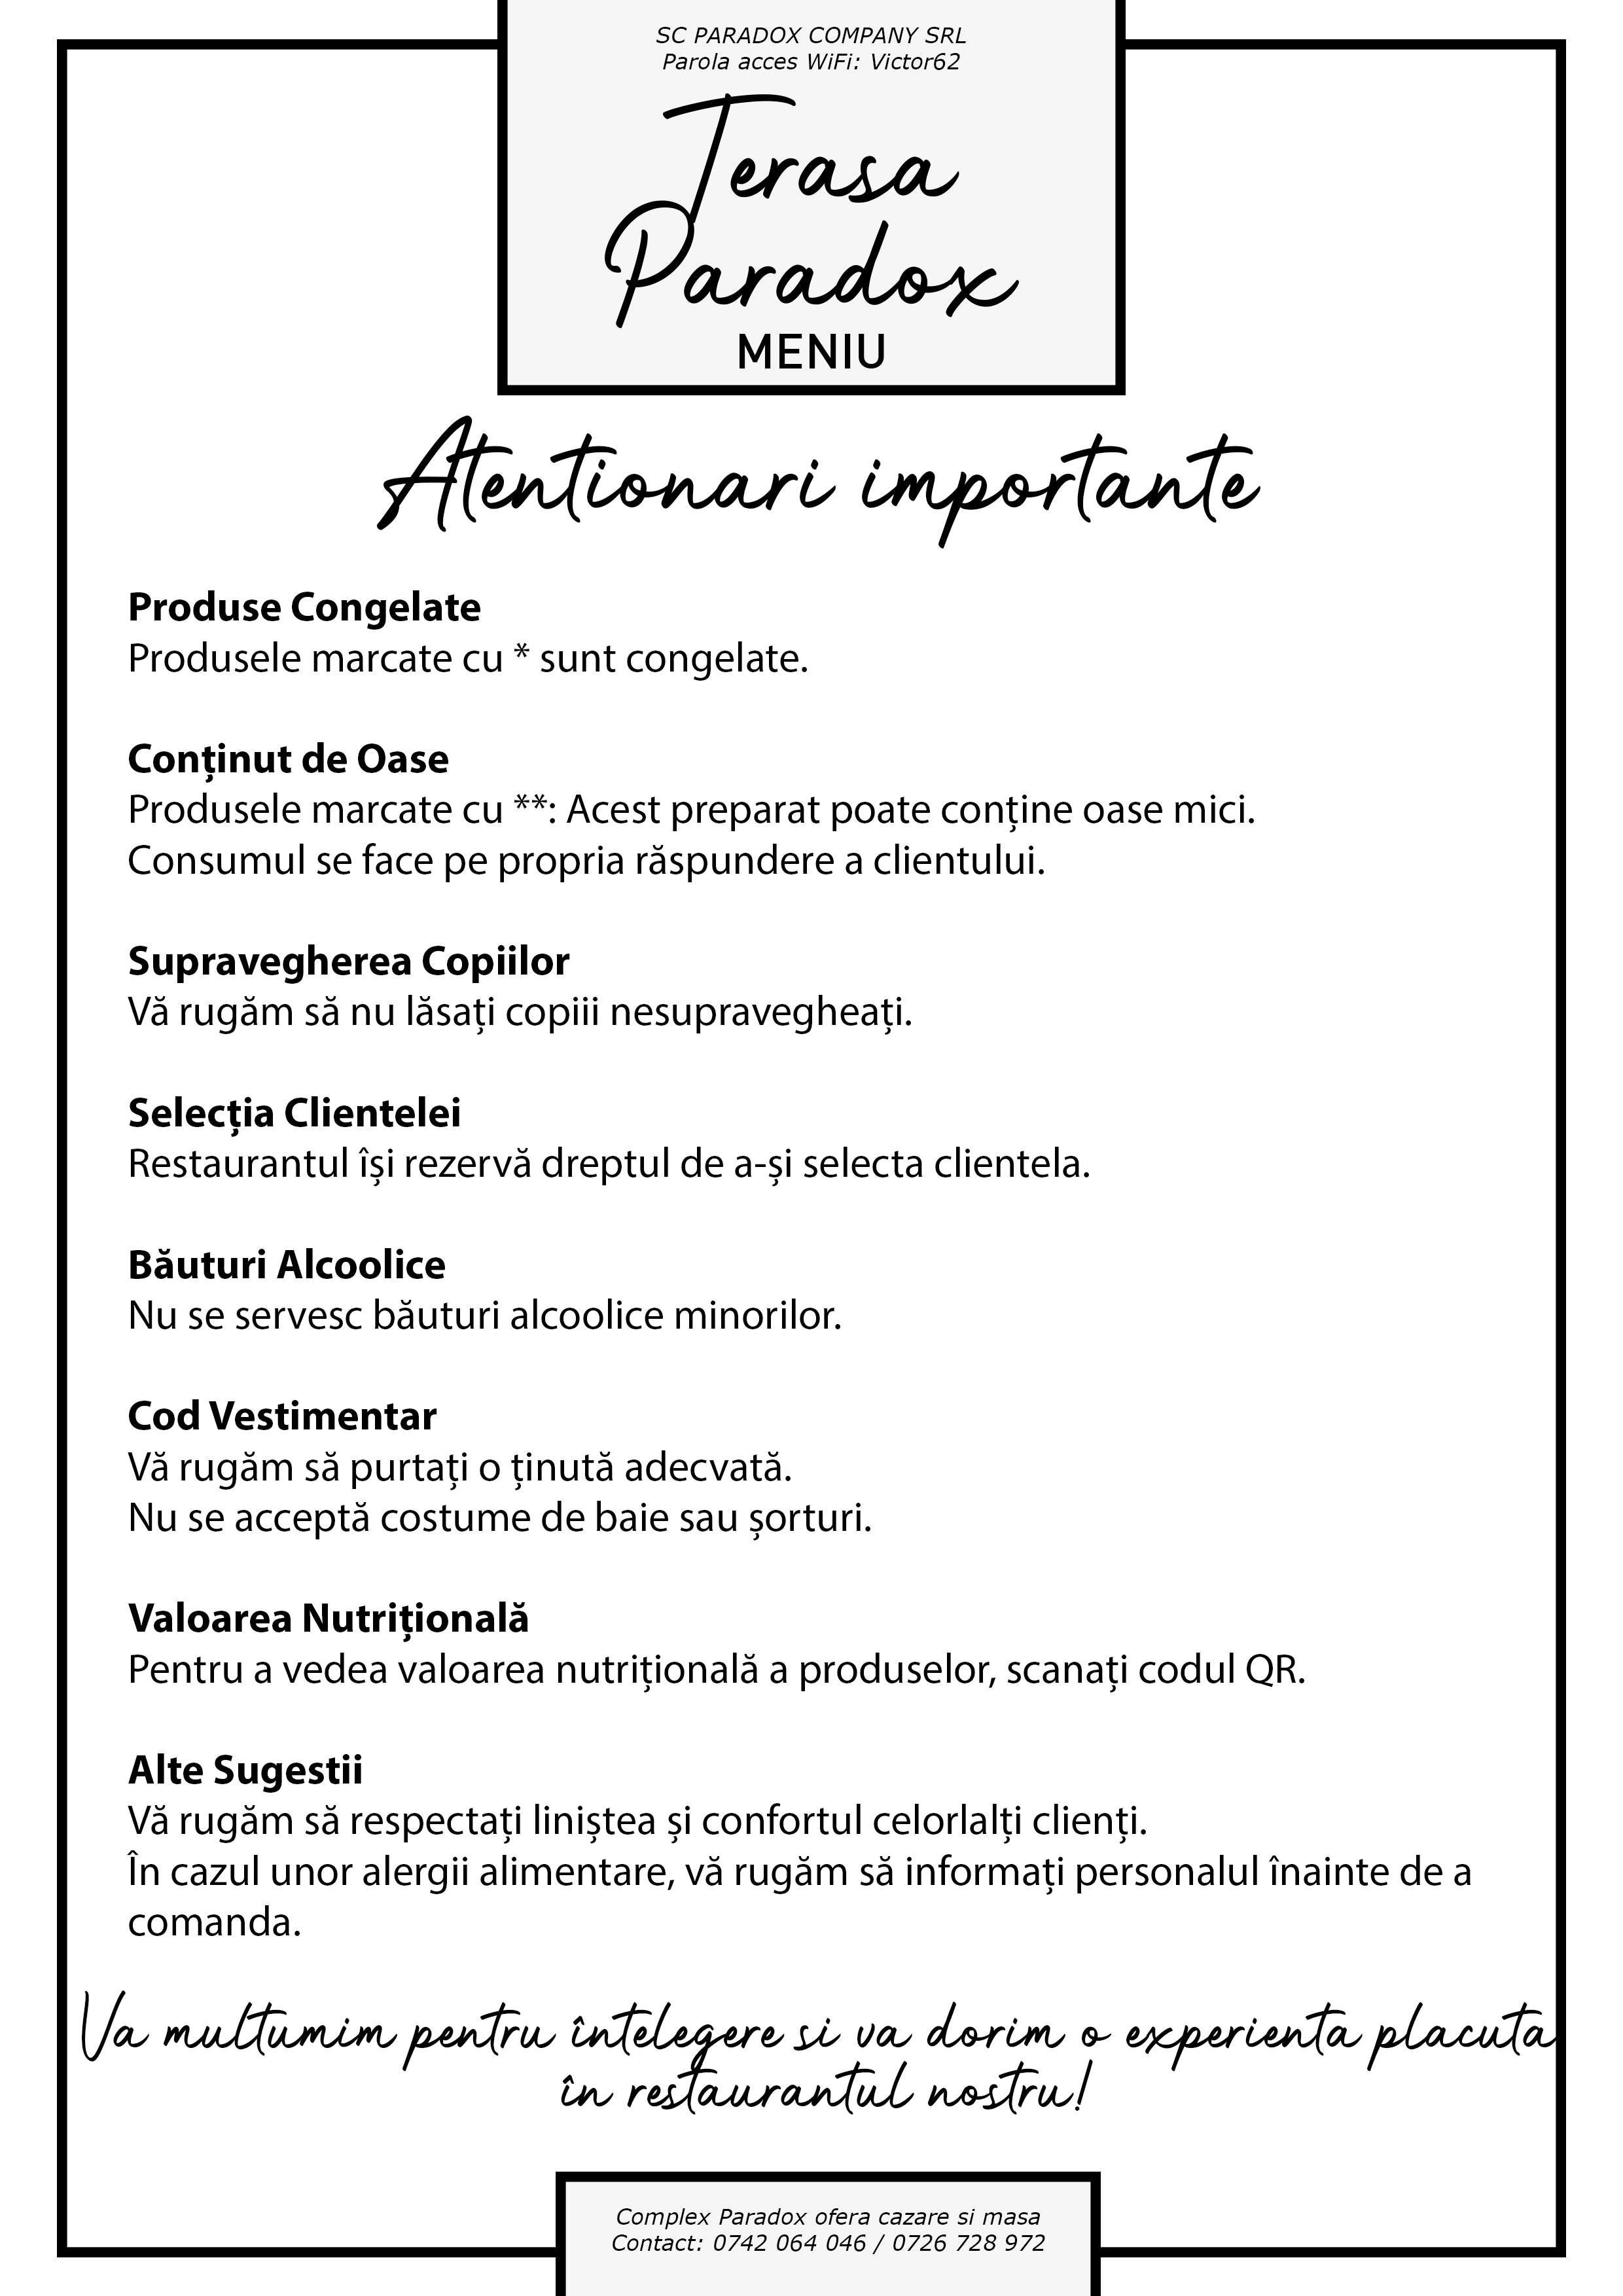 SC PARADOX COMPANY SRL
Parola acces WiFi: Victor62
Terasa
Paradox
MENIU
Atentionari importante
Produse Congelate
Produsele marcate cu * sunt congelate.
Conținut de Oase
Produsele marcate cu **: Acest preparat poate conține oase mici.
Consumul se face pe propria răspundere a clientului.
Supravegherea Copiilor
Vă rugăm să nu lăsați copiii nesupravegheați.
Selecția Clientelei
Restaurantul își rezervă dreptul de a-și selecta clientela.
Băuturi Alcoolice
Nu se servesc băuturi alcoolice minorilor.
Cod Vestimentar
Vă rugăm să purtați o ținută adecvată.
Nu se acceptă costume de baie sau șorturi.
Valoarea Nutrițională
Pentru a vedea valoarea nutrițională a produselor, scanați codul QR.
Alte Sugestii
Vă rugăm să respectați liniștea și confortul celorlalți clienți.
În cazul unor alergii alimentare, vă rugăm să informați personalul înainte de a
comanda.
Va multumim pentru întelegere si va dorim o experienta placuta
în restaurantul nostru!
Complex Paradox ofera cazare si masa
Contact: 0742 064 046 / 0726 728 972